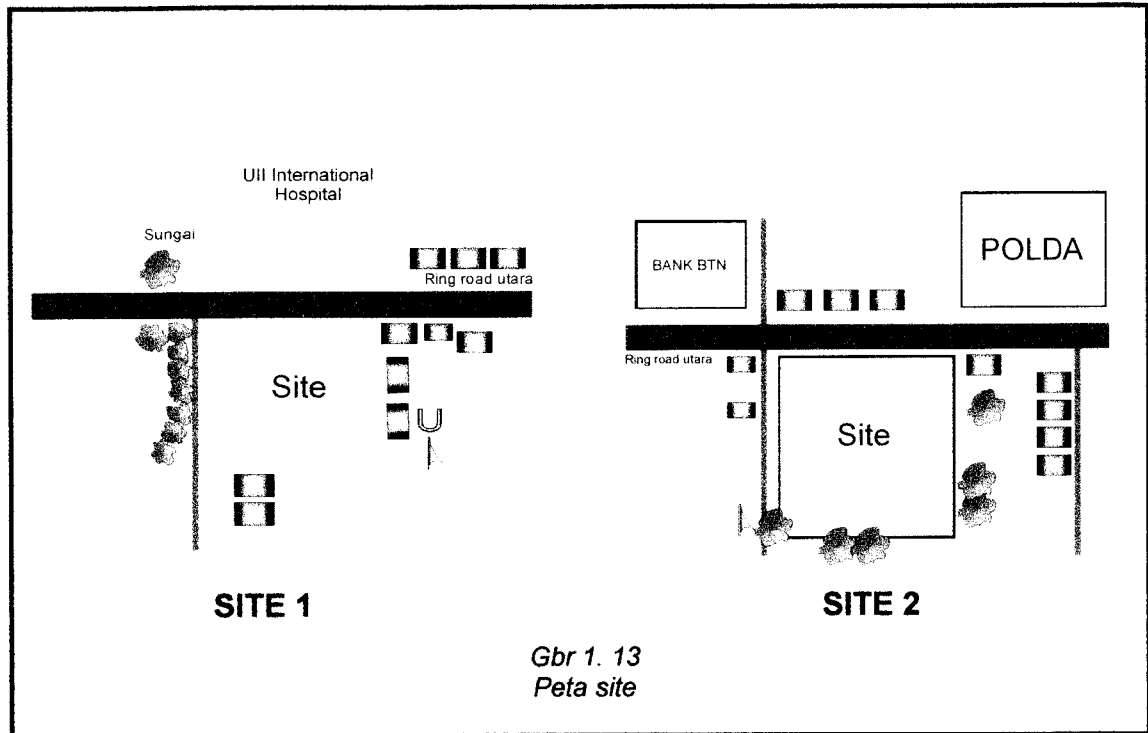 UII International
Hospital
Sungai
Ring road utara
Site
U
SITE 1
BANK BTN
POLDA
Ring road utara
Site
SITE 2
Gbr 1. 13
Peta site